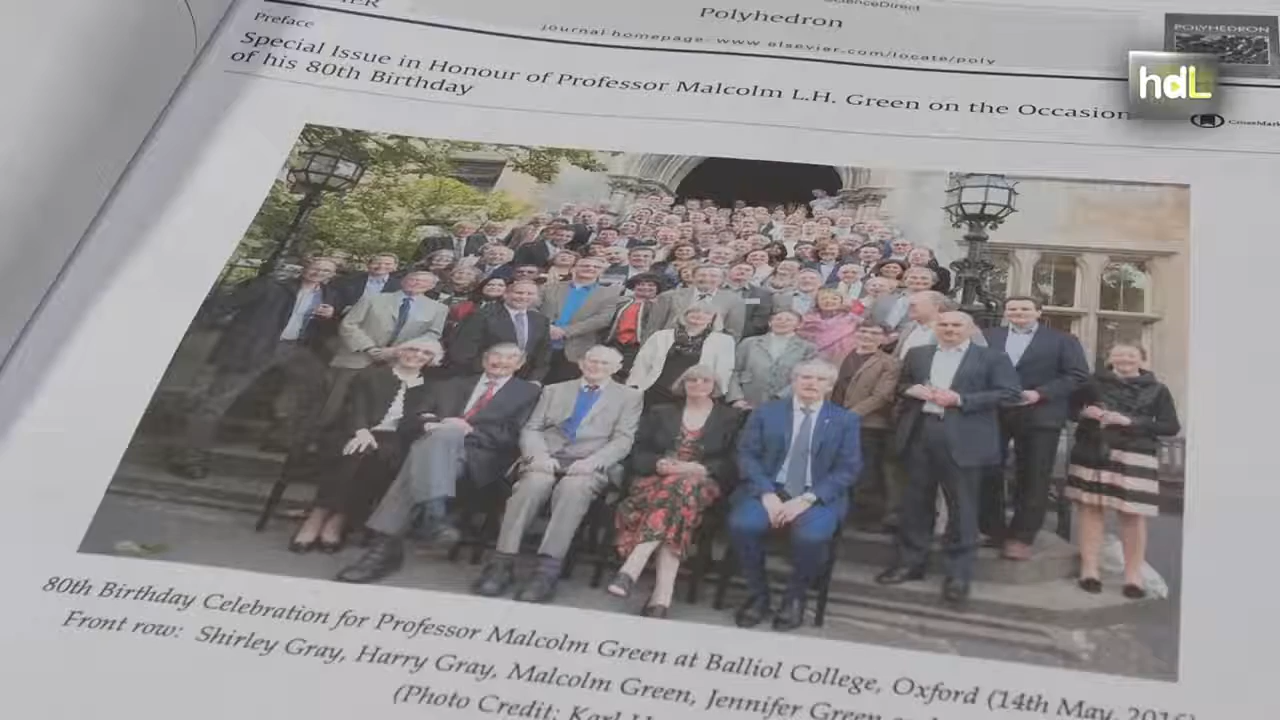 ScienceDirect
Polyhedron
journal homepage: www.elsevier.com/locate/poly
POLYHEDRON
hdL
Preface
Special Issue in Honour of Professor Malcolm L.H. Green on the Occasion
of his 80th Birthday
80th Birthday Celebration for Professor Malcolm Green at Balliol College, Oxford (14th May,
Front row: Shirley Gray, Harry Gray, Malcolm Green, Jennifer Green
(Photo Credit: Karl